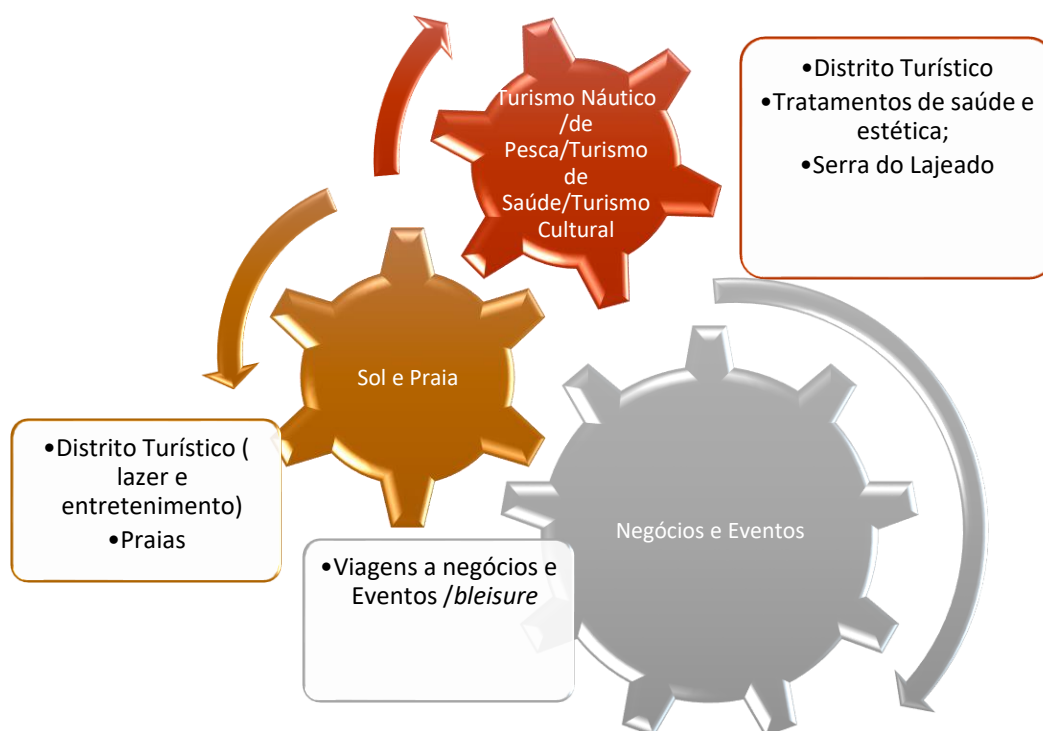 Turismo Náutico
/de
Pesca/Turismo
de
Saúde/Turismo
Cultural
•Distrito Turístico
•Tratamentos de saúde e
estética;
•Serra do Lajeado
Sol e Praia
•Distrito Turístico (
lazer e
entretenimento)
•Praias
Negócios e Eventos
•Viagens a negócios e
Eventos /bleisure